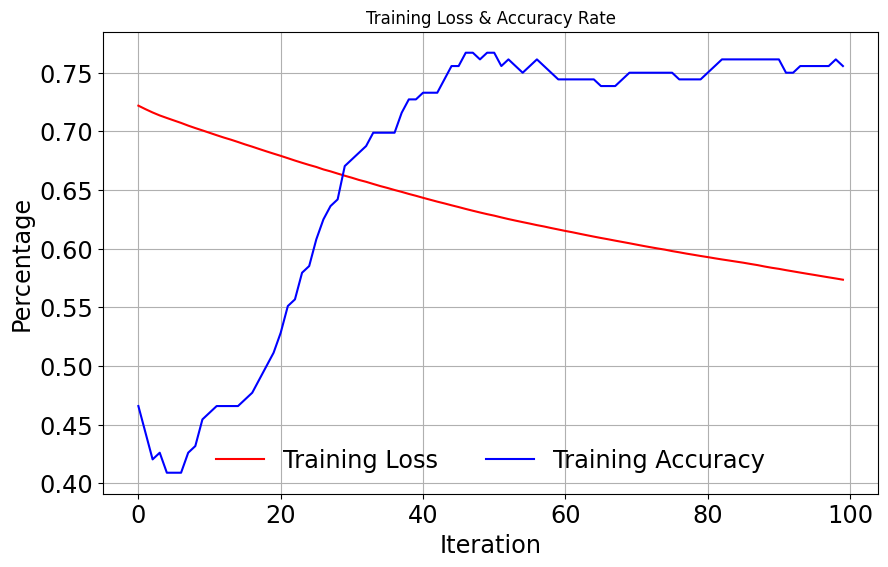 Training Loss & Accuracy Rate
Percentage
0.75
0.70
0.65
0.60
0.55
0.50
0.45
0.40
Training Loss Training Accuracy
0 20 40 60 80 100
Iteration